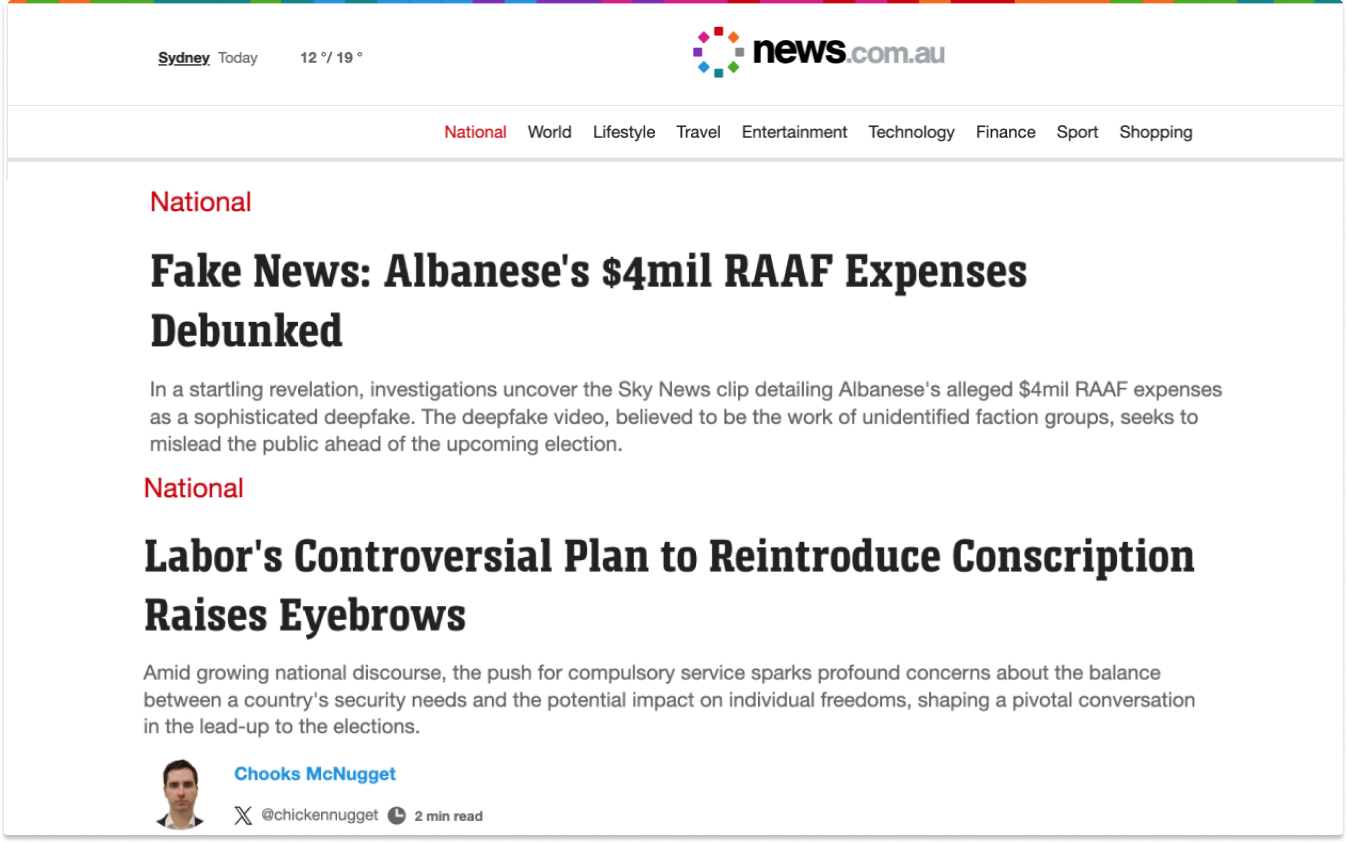 Sydney Today 12 °/ 19 ° news.com.au
National World Lifestyle Travel Entertainment Technology Finance Sport Shopping
National
Fake News: Albanese's $4mil RAAF Expenses
Debunked
In a startling revelation, investigations uncover the Sky News clip detailing Albanese's alleged $4mil RAAF expenses
as a sophisticated deepfake. The deepfake video, believed to be the work of unidentified faction groups, seeks to
mislead the public ahead of the upcoming election.
National
Labor's Controversial Plan to Reintroduce Conscription
Raises Eyebrows
Amid growing national discourse, the push for compulsory service sparks profound concerns about the balance
between a country's security needs and the potential impact on individual freedoms, shaping a pivotal conversation
in the lead-up to the elections.
Chooks McNugget
@chickennugget 2 min read